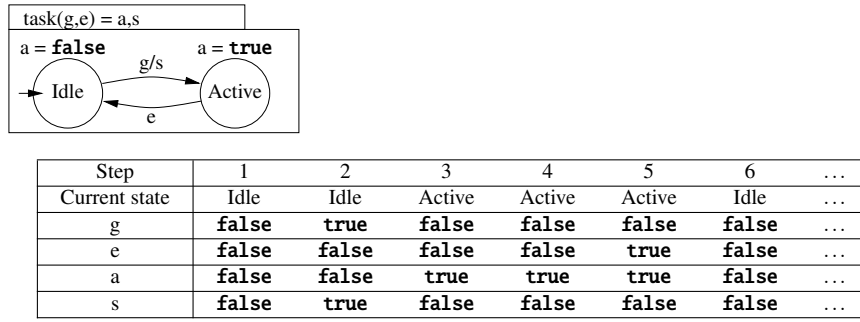 task(g,e) = a,s
a = false a = true
g/s
Idle Active
e
Step 1 2 3 4 5 6 ...
Current state Idle Idle Active Active Active Idle ...
g false true false false false false ...
e false false false false true false ...
a false false true true true false ...
s false true false false false false ...